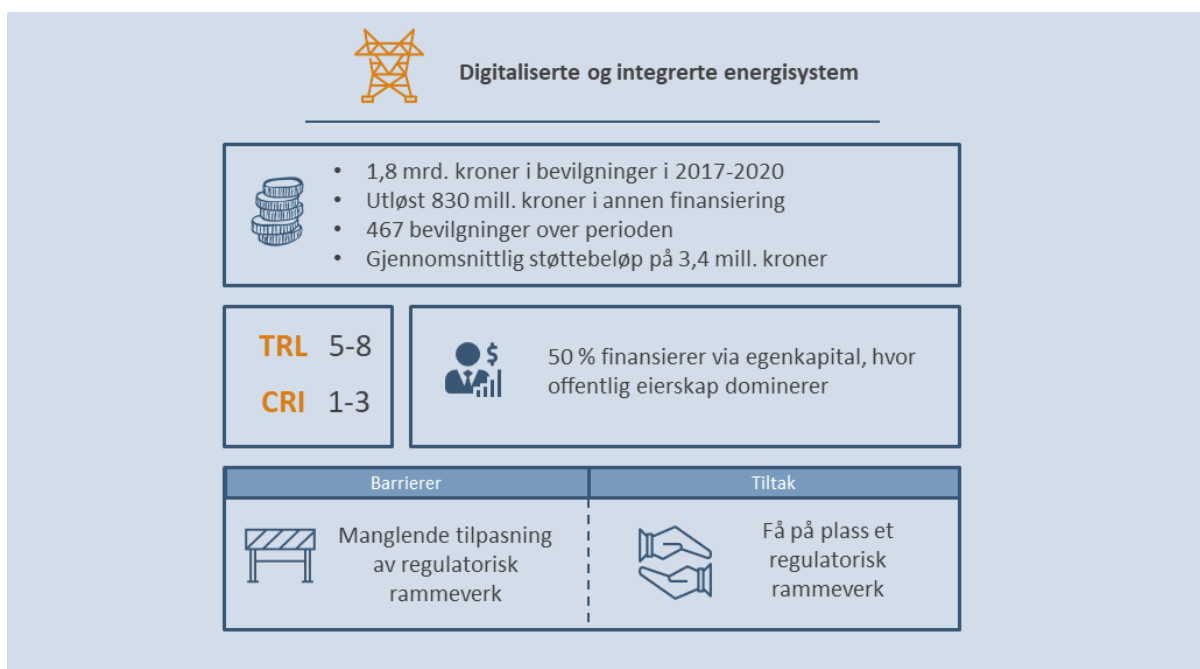 Digitaliserte og integrerte energisystem
• 1,8 mrd. kroner i bevilgninger i 2017-2020
• Utløst 830 mill. kroner i annen finansiering
• 467 bevilgninger over perioden
• Gjennomsnittlig støttebeløp på 3,4 mill. kroner
TRL 5-8
CRI 1-3
$
50 % finansierer via egenkapital, hvor
offentlig eierskap dominerer
Barrierer
Manglende tilpasning
av regulatorisk
rammeverk
Tiltak
Få på plass et
regulatorisk
rammeverk